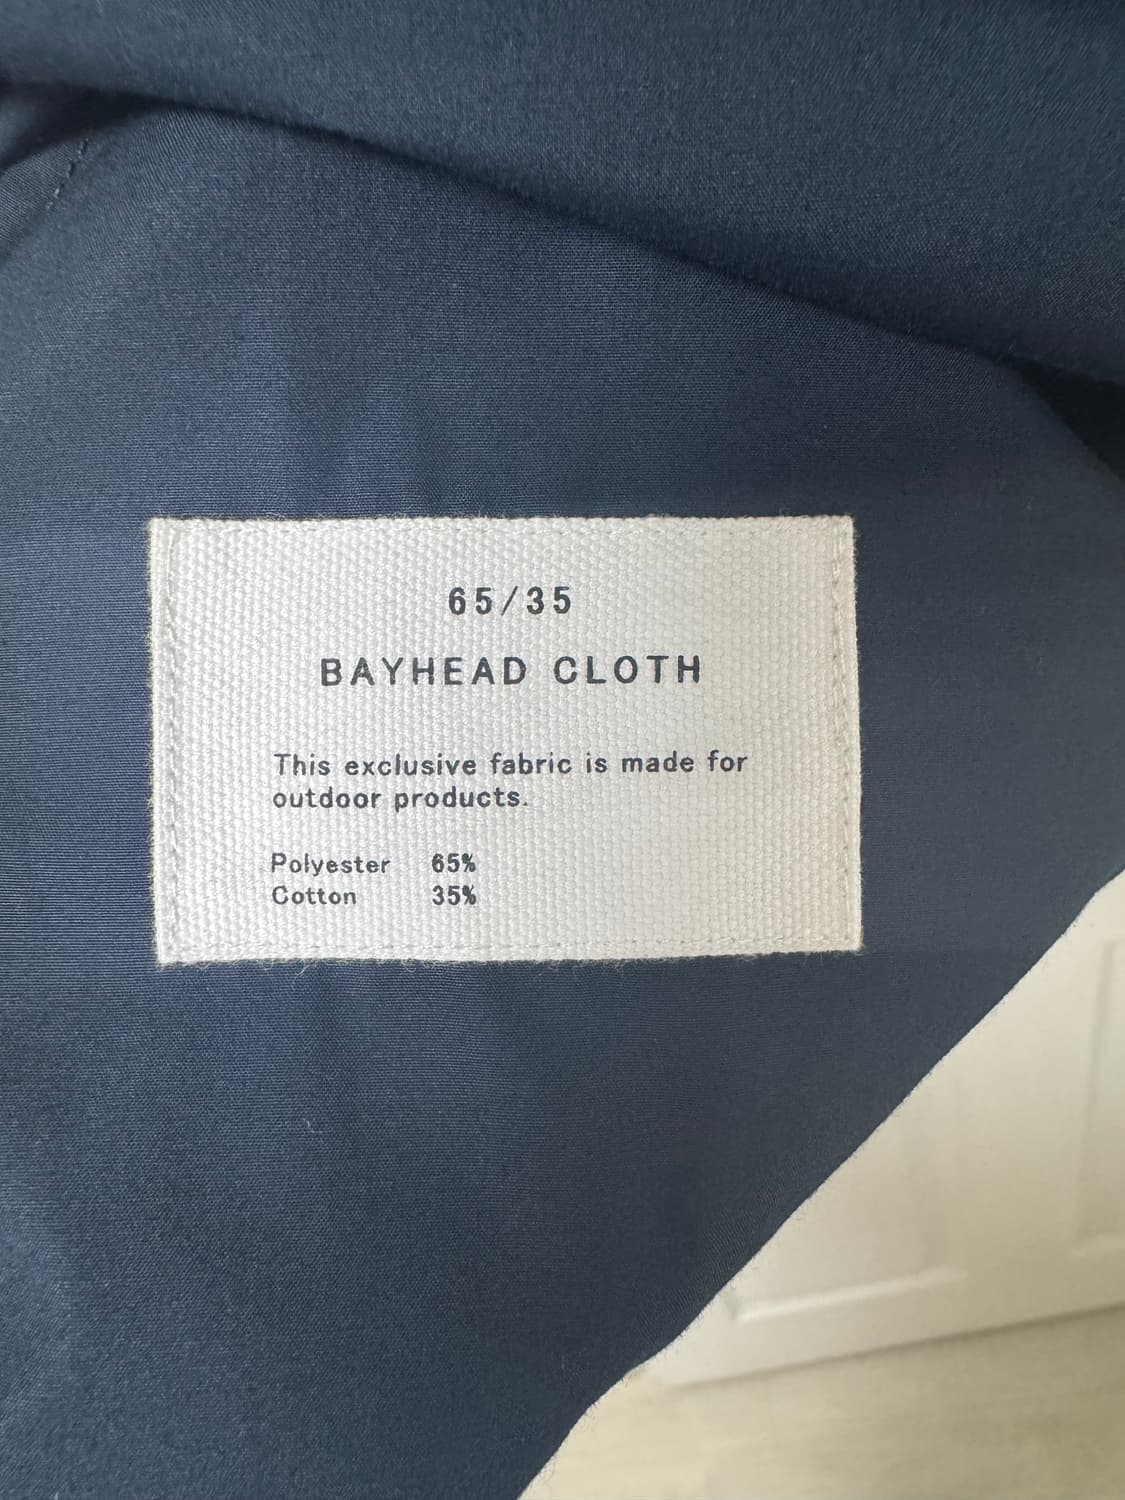 65/35
BAYHEAD CLOTH
This exclusive fabric is made for
outdoor products.
Polyester 65%
Cotton 35%